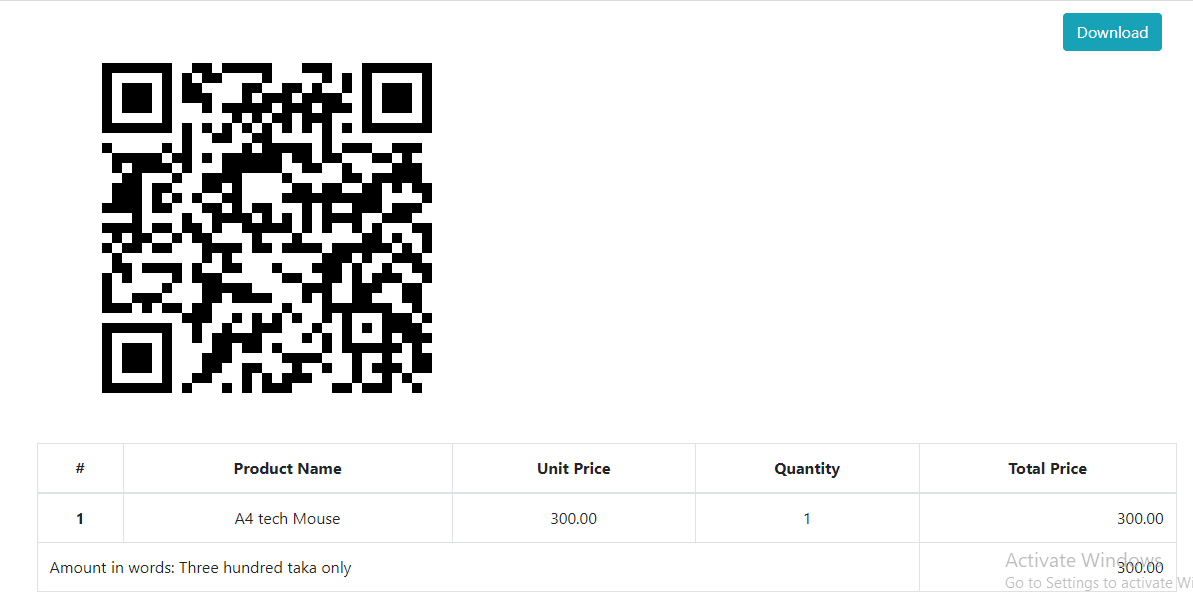 Download
# Product Name Unit Price Quantity Total Price
1 A4 tech Mouse 300.00 1 300.00
Amount in words: Three hundred taka only 300.00
Activate Windows
Go to Settings to activate Wi